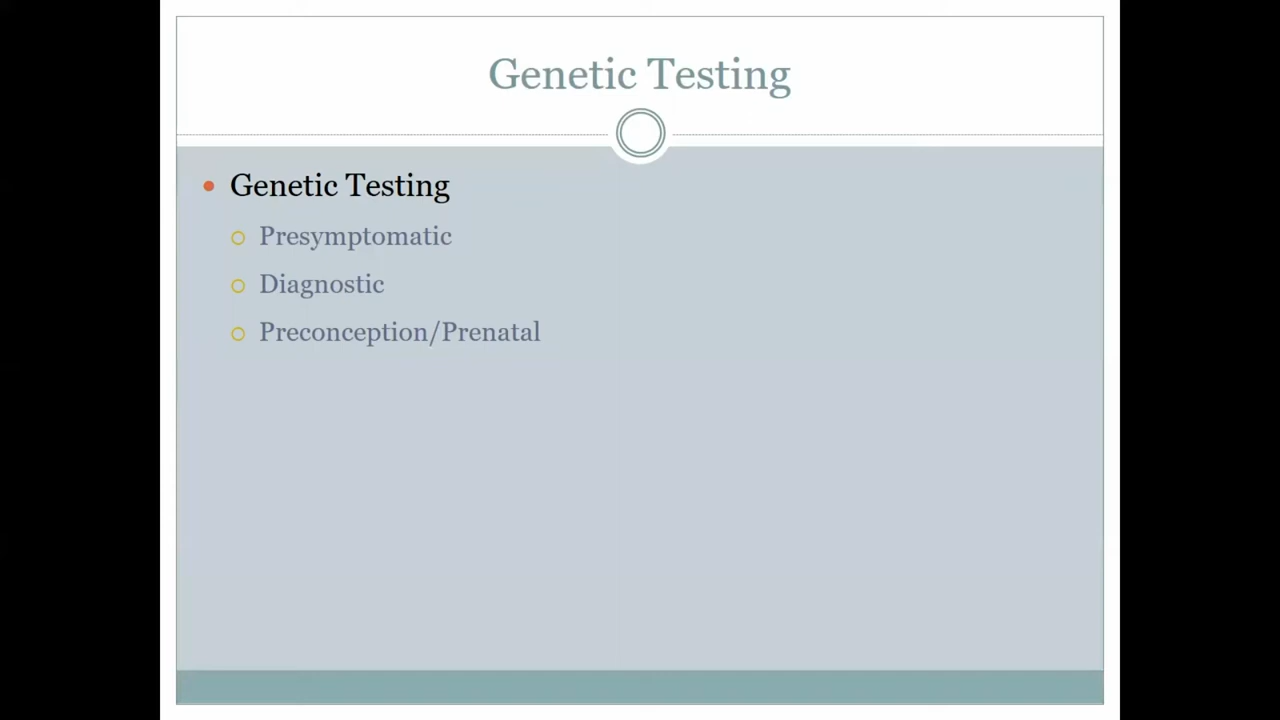 Genetic Testing
Genetic Testing
Presymptomatic
Diagnostic
Preconception/Prenatal